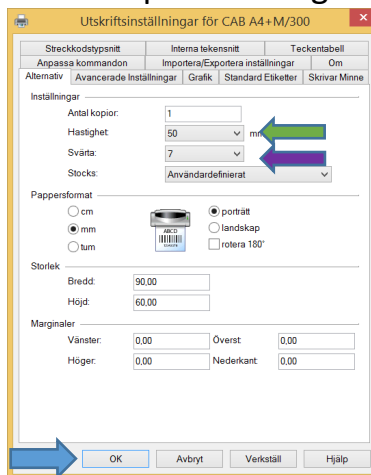 Utskriftsinställningar för CAB A4+M/300
Streckkodstypsnitt Interna tekensnitt Teckentabell
Anpassa kommandon Importera/Exportera inställningar Om
Alternativ Avancerade Inställningar Grafik Standard Etiketter Skrivar Minne
Inställningar
Antal kopior: 1
Hastighet: 50
Svärta: 7
Stocks: Användardefinierat
Pappersformat
cm
mm
tum
ABCD
porträtt
landskap
rotera 180°
Storlek
Bredd: 90,00
Höjd: 60,00
Marginaler
Vänster: 0,00 Överst: 0,00
Höger: 0,00 Nederkant: 0,00
OK Avbryt Verkställ Hjälp